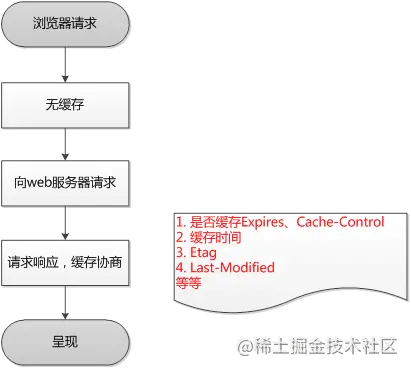 浏览器请求
无缓存
向web服务器请求
请求响应，缓存协商
呈现
1. 是否缓存Expires、Cache-Control
2. 缓存时间
3. Etag
4. Last-Modified
等等
@稀土掘金技术社区